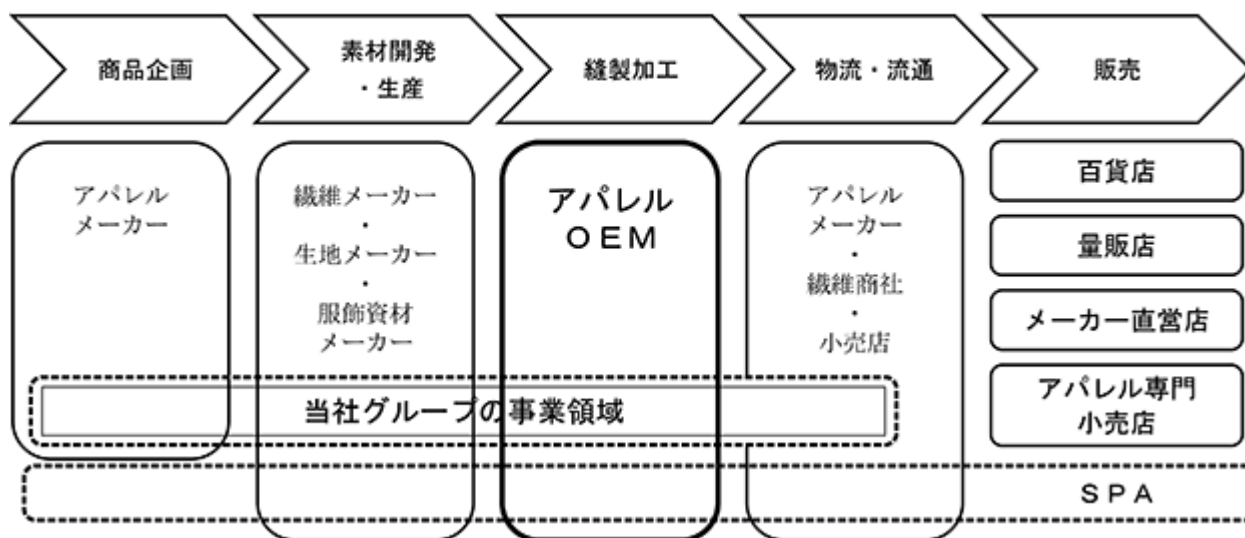 商品企画
素材開発
・生産
縫製加工
物流・流通
販売
アパレル
メーカー
繊維メーカー
・
生地メーカー
・
服飾資材
メーカー
アパレル
ＯＥＭ
アパレル
メーカー
・
繊維商社
・
小売店
百貨店
量販店
メーカー直営店
アパレル専門
小売店
当社グループの事業領域
ＳＰＡ